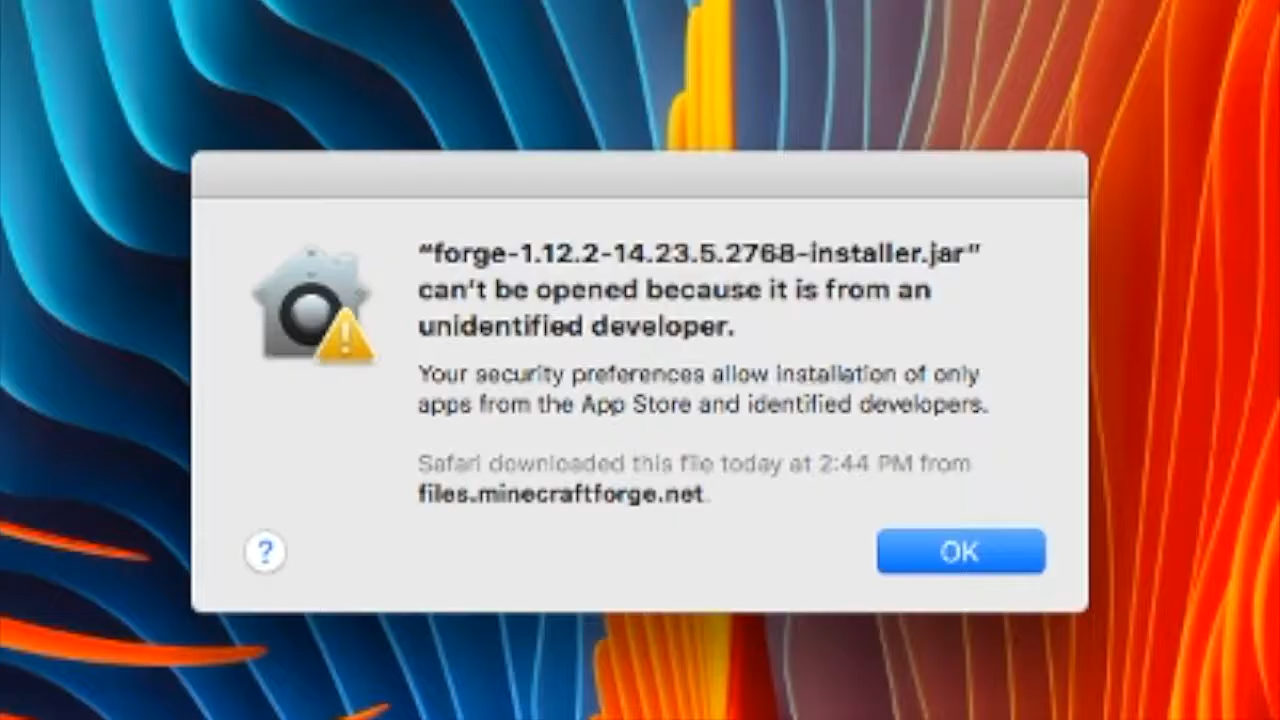 “forge-1.12.2-14.23.5.2768-installer.jar”
can't be opened because it is from an
unidentified developer.
Your security preferences allow installation of only
apps from the App Store and identified developers.
Safari downloaded this file today at 2:44 PM from
files.minecraftforge.net.
?
OK